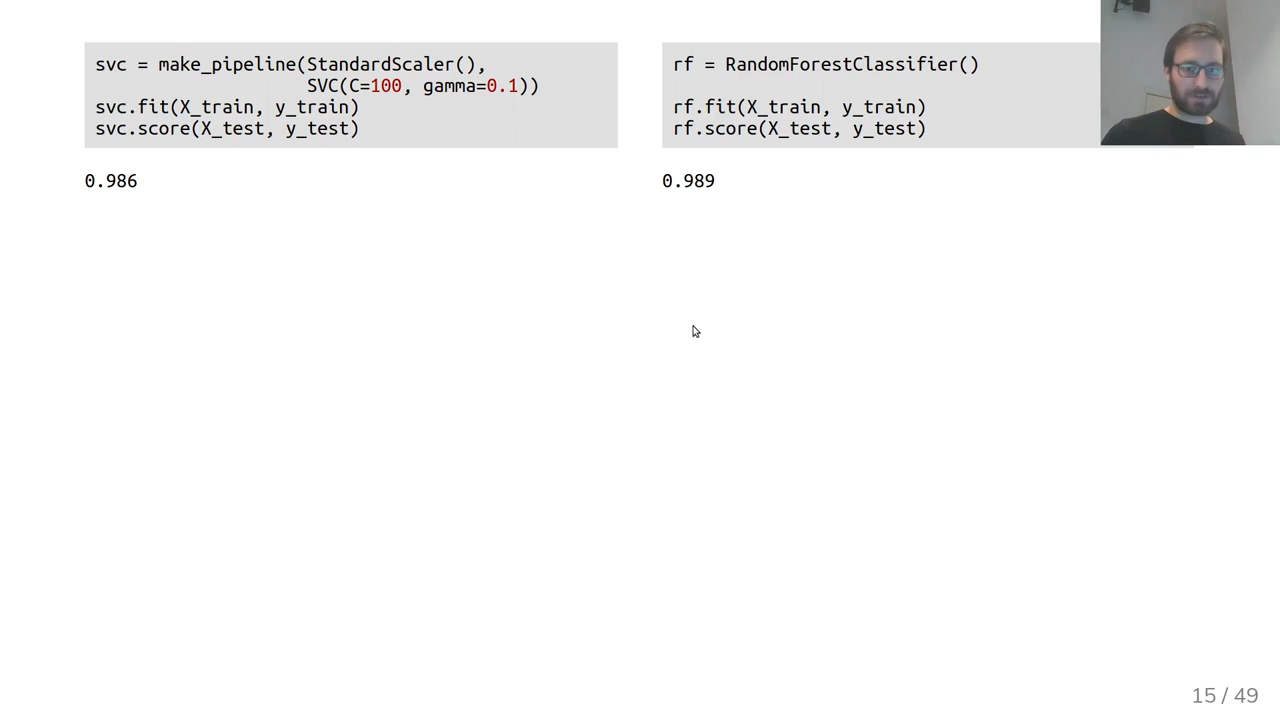 svc = make_pipeline(StandardScaler(),
SVC(C=100, gamma=0.1))
svc.fit(X_train, y_train)
svc.score(X_test, y_test)
0.986
rf = RandomForestClassifier()
rf.fit(X_train, y_train)
rf.score(X_test, y_test)
0.989
15 / 49